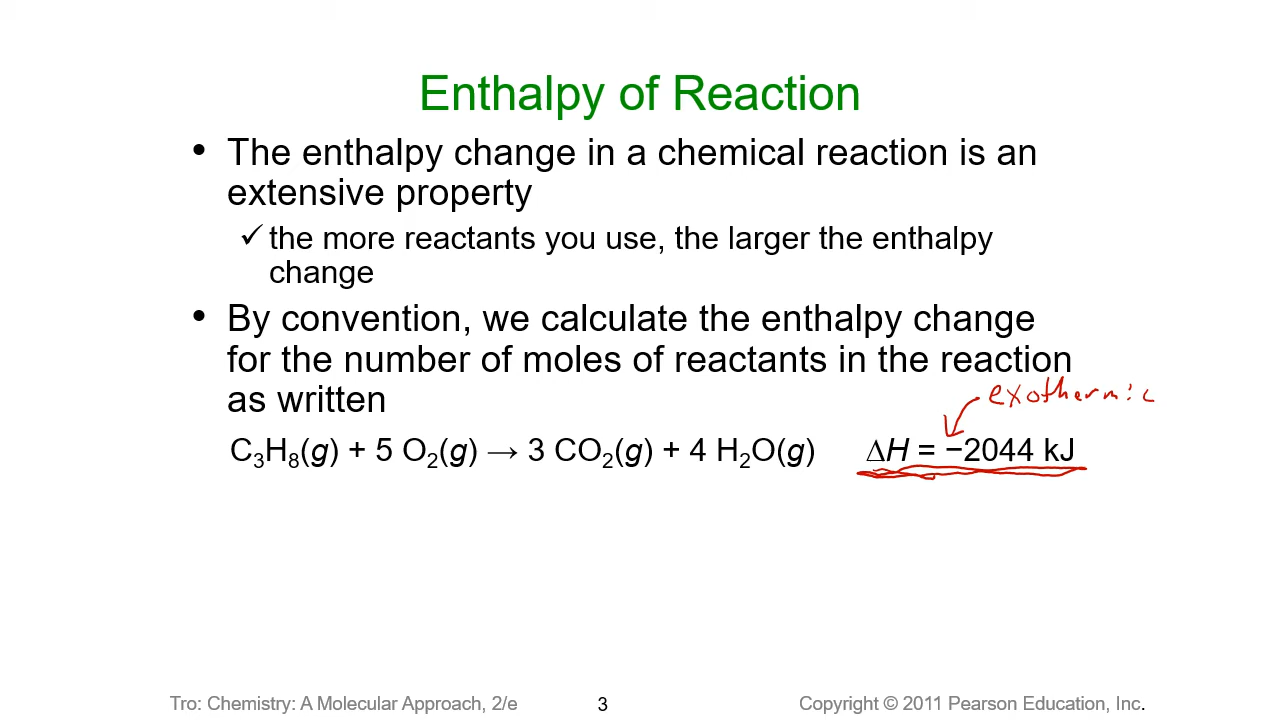 Enthalpy of Reaction
• The enthalpy change in a chemical reaction is an
extensive property
✓ the more reactants you use, the larger the enthalpy
change
• By convention, we calculate the enthalpy change
for the number of moles of reactants in the reaction
as written
exothermic
C₃H₈(g) + 5 O₂(g) → 3 CO₂(g) + 4 H₂O(g) ΔH = −2044 kJ
Tro: Chemistry: A Molecular Approach, 2/e 3 Copyright © 2011 Pearson Education, Inc.